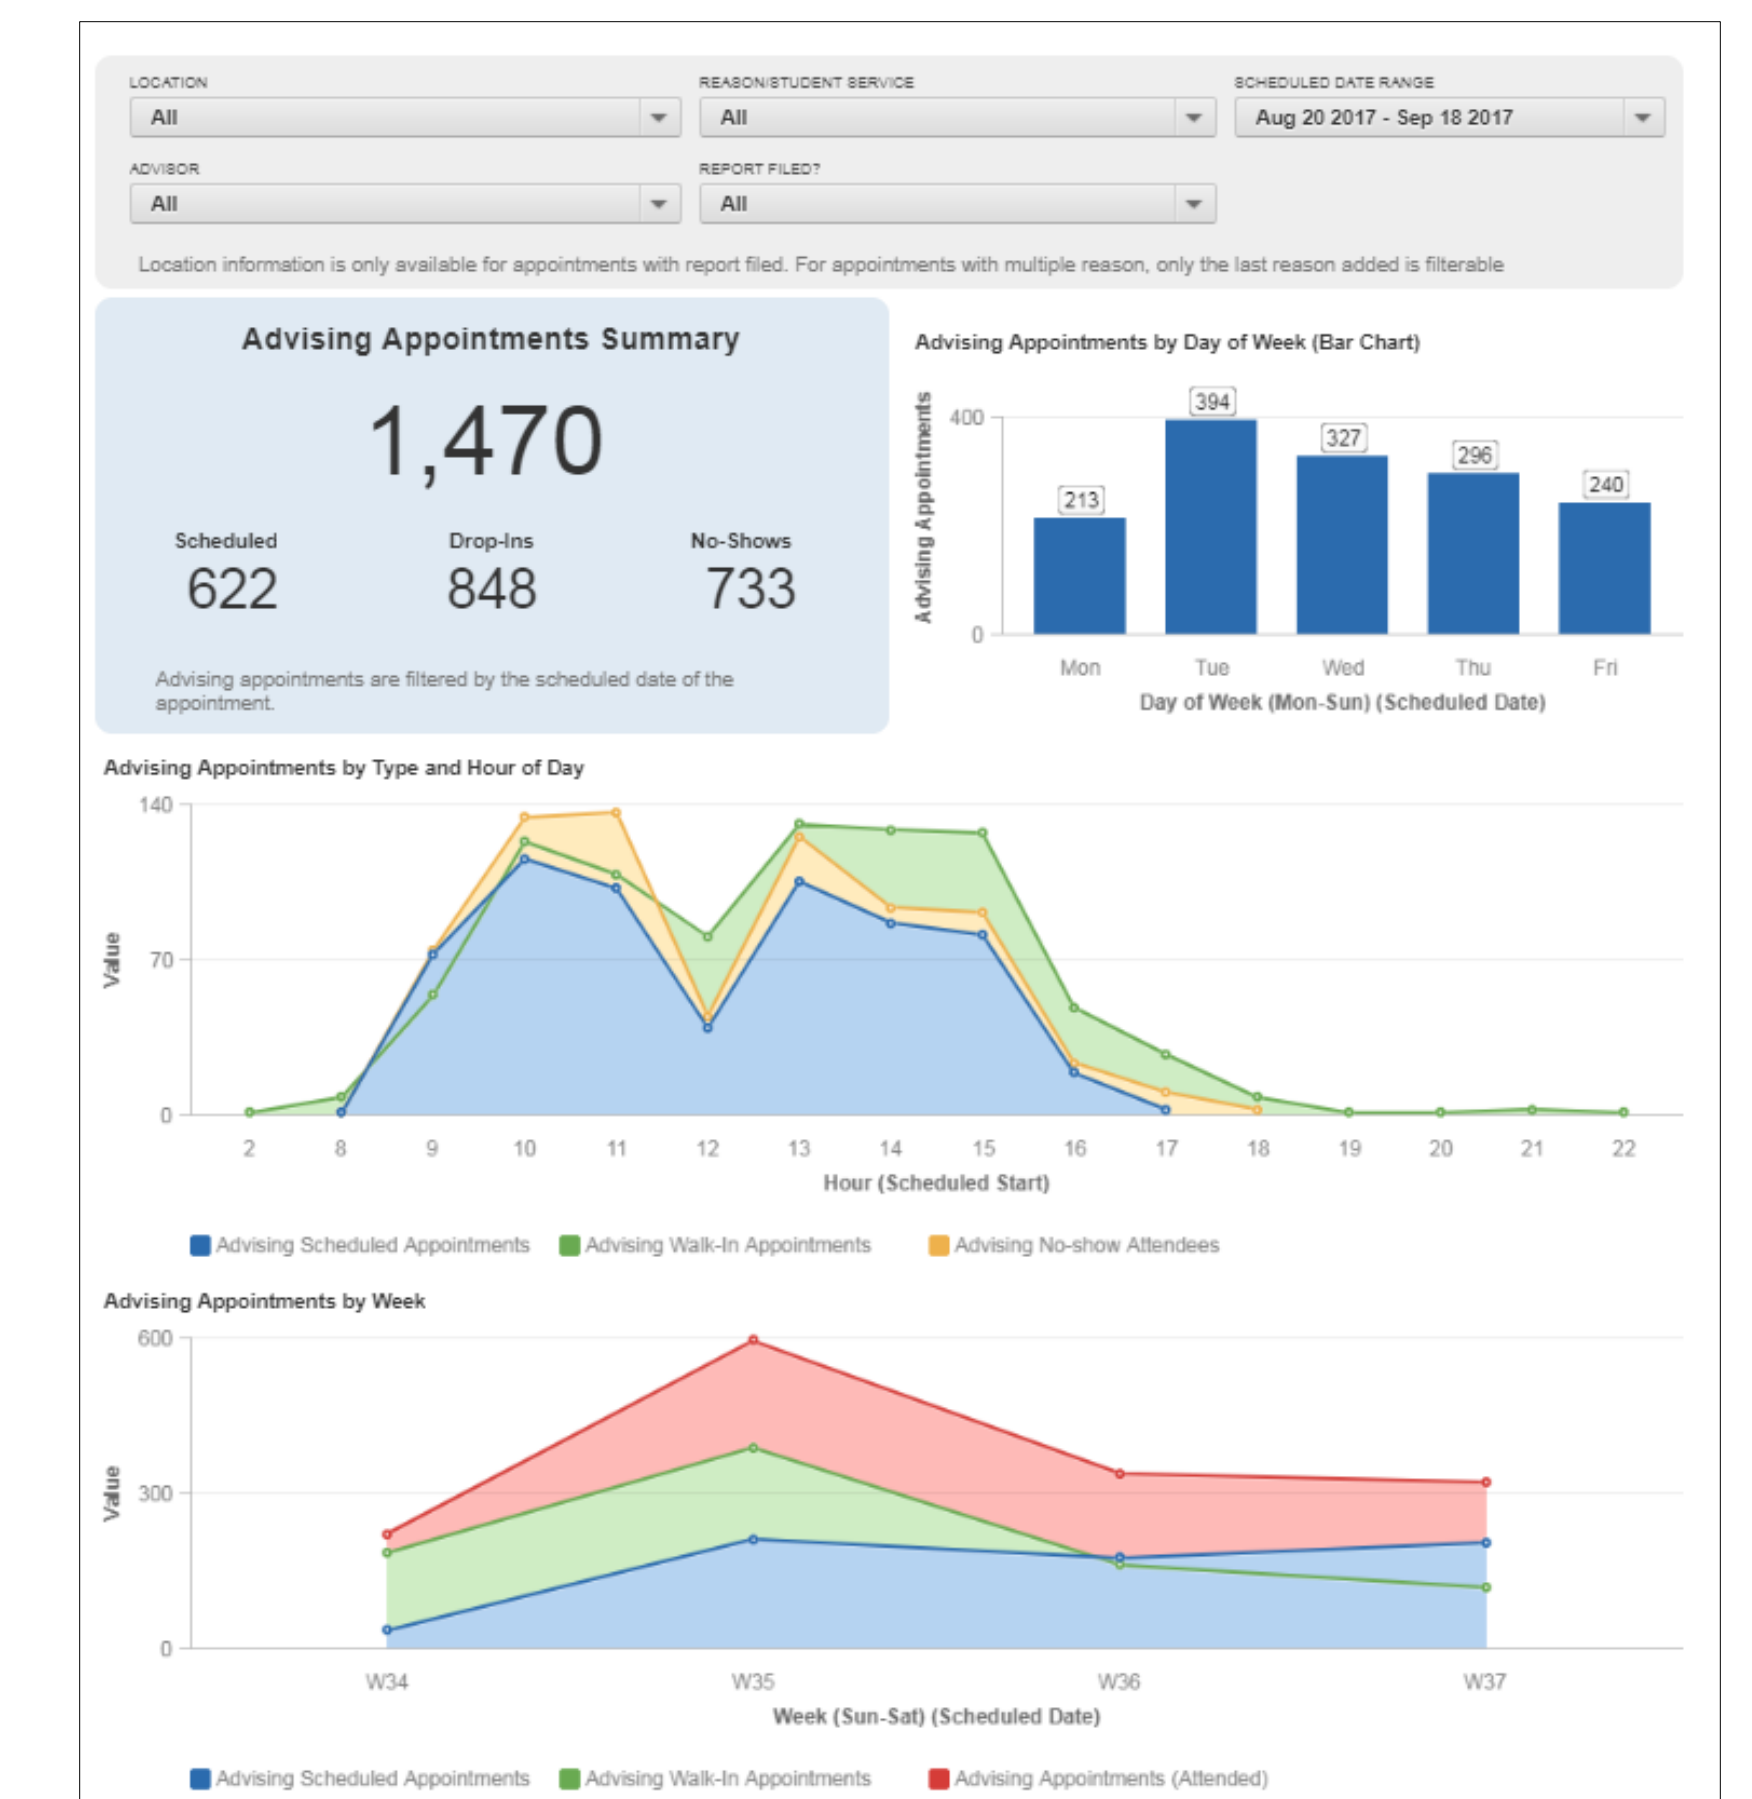 LOCATION
REASON/STUDENT SERVICE
SCHEDULED DATE RANGE
All
All
Aug 20 2017 - Sep 18 2017
ADVISOR
REPORT FILED?
All
All
Location information is only available for appointments with report filed. For appointments with multiple reason, only the last reason added is filterable
Advising Appointments Summary
1,470
Scheduled
Drop-Ins
No-Shows
622
848
733
Advising appointments are filtered by the scheduled date of the
appointment.
Advising Appointments by Day of Week (Bar Chart)
Advising Appointments
400
0
213
394
327
296
240
Mon
Tue
Wed
Thu
Fri
Day of Week (Mon-Sun) (Scheduled Date)
Advising Appointments by Type and Hour of Day
Value
140
70
0
2
8
9
10
11
12
13
14
15
16
17
18
19
20
21
22
Hour (Scheduled Start)
Advising Scheduled Appointments
Advising Walk-In Appointments
Advising No-show Attendees
Advising Appointments by Week
Value
600
300
0
W34
W35
W36
W37
Week (Sun-Sat) (Scheduled Date)
Advising Scheduled Appointments
Advising Walk-In Appointments
Advising Appointments (Attended)